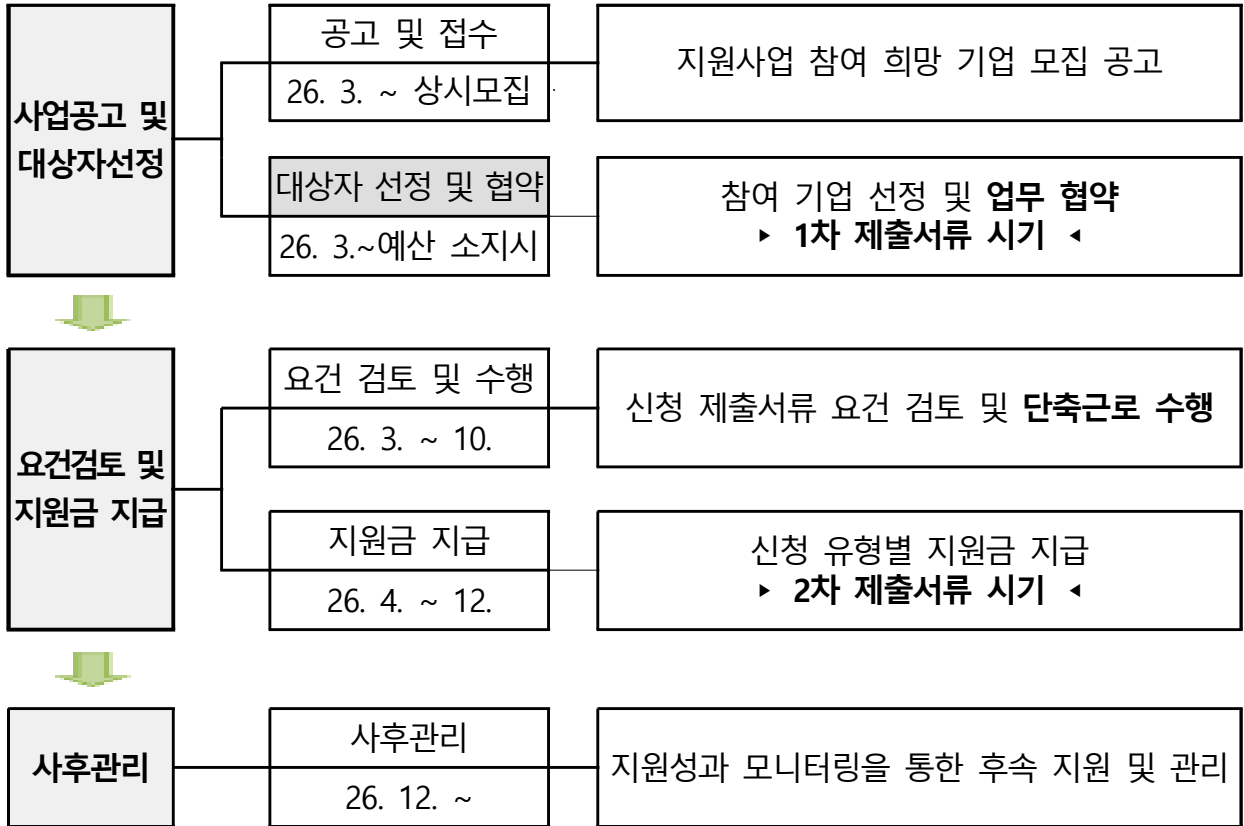 사업공고 및
대상자선정
공고 및 접수
26. 3. ~ 상시모집
지원사업 참여 희망 기업 모집 공고
대상자 선정 및 협약
26. 3.~예산 소지시
참여 기업 선정 및 업무 협약
▸ 1차 제출서류 시기 ◂
요건검토 및
지원금 지급
요건 검토 및 수행
26. 3. ~ 10.
신청 제출서류 요건 검토 및 단축근로 수행
지원금 지급
26. 4. ~ 12.
신청 유형별 지원금 지급
▸ 2차 제출서류 시기 ◂
사후관리
사후관리
26. 12. ~
지원성과 모니터링을 통한 후속 지원 및 관리